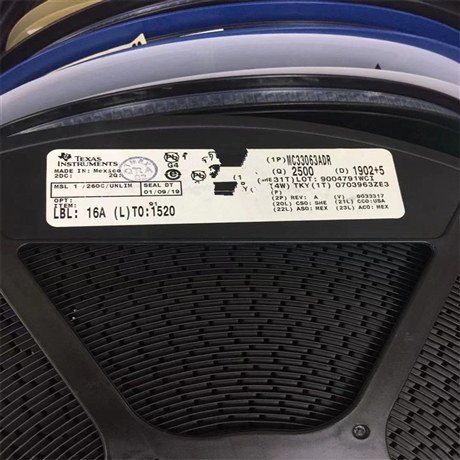 TEXAS
INSTRUMENTS
MADE IN: Mexico
2DC: 2Q
G4
MSL 1 /260C/UNLIM
SEAL DT
01/09/19
OPT:
ITEM:
LBL: 16A (L)TO:1520
(1P) MC33063ADR
(Q) 2500 (D) 1902+5
(31T)LOT: 9004791WCI
(4W) TKY(1T) 0703963ZE3
(P)
(2P) REV: A (V) 0033317
(20L) CSO: SHE (21L) CCO:USA
(22L) ASO: MEX (23L) ACO: MEX